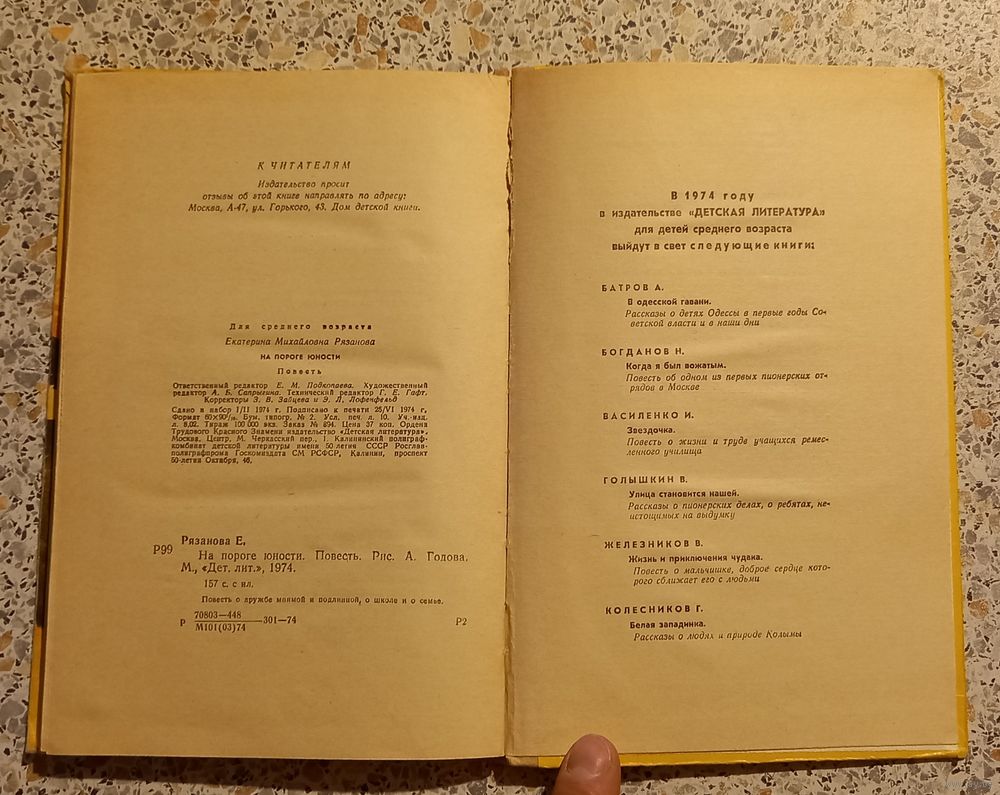 К ЧИТАТЕЛЯМ
Издательство просит
отзывы об этой книге направлять по адресу:
Москва, А-47, ул. Горького, 43. Дом детской книги.
Для среднего возраста
Екатерина Михайловна Рязанова
НА ПОРОГЕ ЮНОСТИ
Повесть
Ответственный редактор Е. М. Подкопаева. Художественный
редактор А. Б. Сапрыгина. Технический редактор Г. Е. Гафт.
Корректоры З. В. Зайцева и Э. Л. Лофенфельд
Сдано в набор 1/II 1974 г. Подписано к печати 25/VI 1974 г,
Формат 60×90¹/₁₆. Бум. типогр. № 2. Усл. печ. л. 10. Уч.-изд.
л. 8,02. Тираж 100 000 экз. Заказ № 894. Цена 37 коп. Ордена
Трудового Красного Знамени издательство «Детская литература».
Москва, Центр, М. Черкасский пер., 1. Калининский полиграф-
комбинат детской литературы имени 50-летия СССР Росглав-
полиграфпрома Госкомиздата СМ РСФСР, Калинин, проспект
50-летия Октября, 46.
Рязанова Е.
Р99 На пороге юности. Повесть. Рис. А. Годова.
М., «Дет. лит.», 1974.
157 с. с ил.
Повесть о дружбе мнимой и подлинной, о школе и о семье.
70803—448
Р —301—74 Р2
М101(03)74
В 1974 году
в издательстве «ДЕТСКАЯ ЛИТЕРАТУРА»
для детей среднего возраста
выйдут в свет следующие книги:
БАТРОВ А.
В одесской гавани.
Рассказы о детях Одессы в первые годы Со-
ветской власти и в наши дни
БОГДАНОВ Н.
Когда я был вожатым.
Повесть об одном из первых пионерских от-
рядов в Москве
ВАСИЛЕНКО И.
Звездочка.
Повесть о жизни и труде учащихся ремес-
ленного училища
ГОЛЫШКИН В.
Улица становится нашей.
Рассказы о пионерских делах, о ребятах, не-
истощимых на выдумку
ЖЕЛЕЗНИКОВ В.
Жизнь и приключения чудака.
Повесть о мальчишке, доброе сердце кото-
рого сближает его с людьми
КОЛЕСНИКОВ Г.
Белая западинка.
Рассказы о людях и природе Колымы